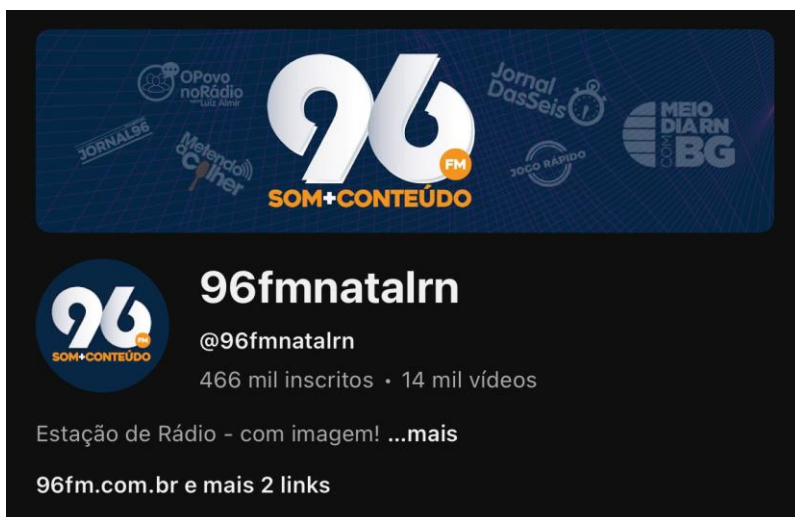 OPovo
noRádio
com Luiz Almir
JORNAL96
Metendo
a Colher
96
FM
SOM+CONTEÚDO
Jornal
DasSeis
JOGO RÁPIDO
MEIO
DIA RN
COM BG
96
FM
SOM+CONTEÚDO
96fmnatalrn
@96fmnatalrn
466 mil inscritos • 14 mil vídeos
Estação de Rádio - com imagem! ...mais
96fm.com.br e mais 2 links